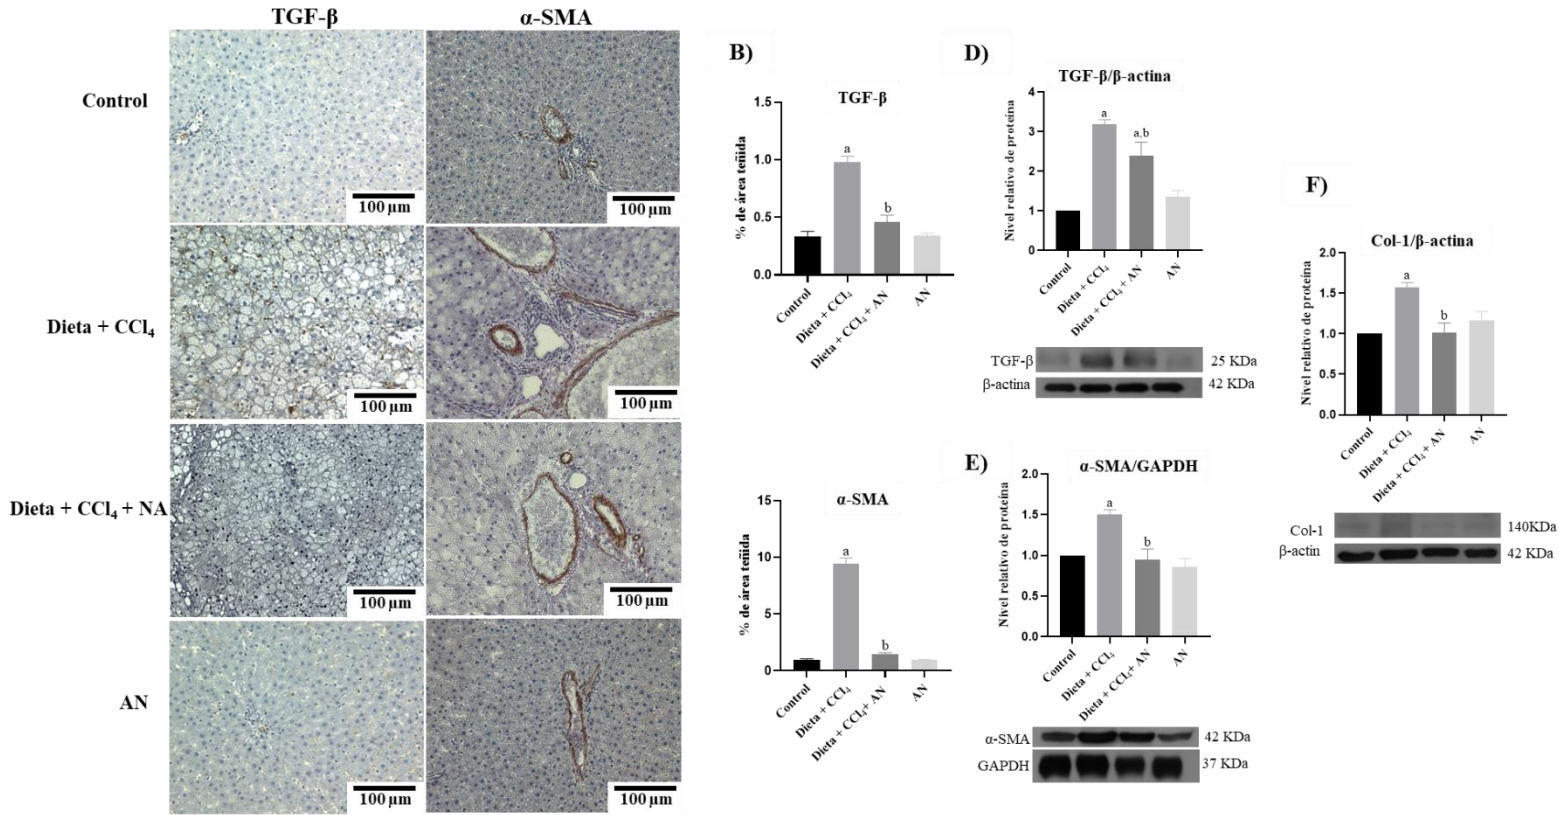 TGF-β
α-SMA
Control
100 µm
100 µm
Dieta + CCl₄
100 µm
100 µm
Dieta + CCl₄ + NA
100 µm
100 µm
AN
100 µm
100 µm
B)
TGF-β
% de área teñida
1.5
1.0
0.5
0.0
a
b
Control
Dieta + CCl₄
Dieta + CCl₄ + AN
AN
α-SMA
% de área teñida
15
10
5
0
a
b
Control
Dieta + CCl₄
Dieta + CCl₄+ AN
AN
D)
TGF-β/β-actina
Nivel relativo de proteína
4
3
2
1
0
a
a,b
Control
Dieta + CCl₄
Dieta + CCl₄ + AN
AN
TGF-β
25 KDa
β-actina
42 KDa
E)
α-SMA/GAPDH
Nivel relativo de proteína
2.0
1.5
1.0
0.5
0.0
a
b
Control
Dieta + CCl₄
Dieta + CCl₄+ AN
AN
α-SMA
42 KDa
GAPDH
37 KDa
F)
Col-1/β-actina
Nivel relativo de proteína
2.0
1.5
1.0
0.5
0.0
a
b
Control
Dieta + CCl₄
Dieta + CCl₄ + AN
AN
Col-1
140KDa
β-actin
42 KDa